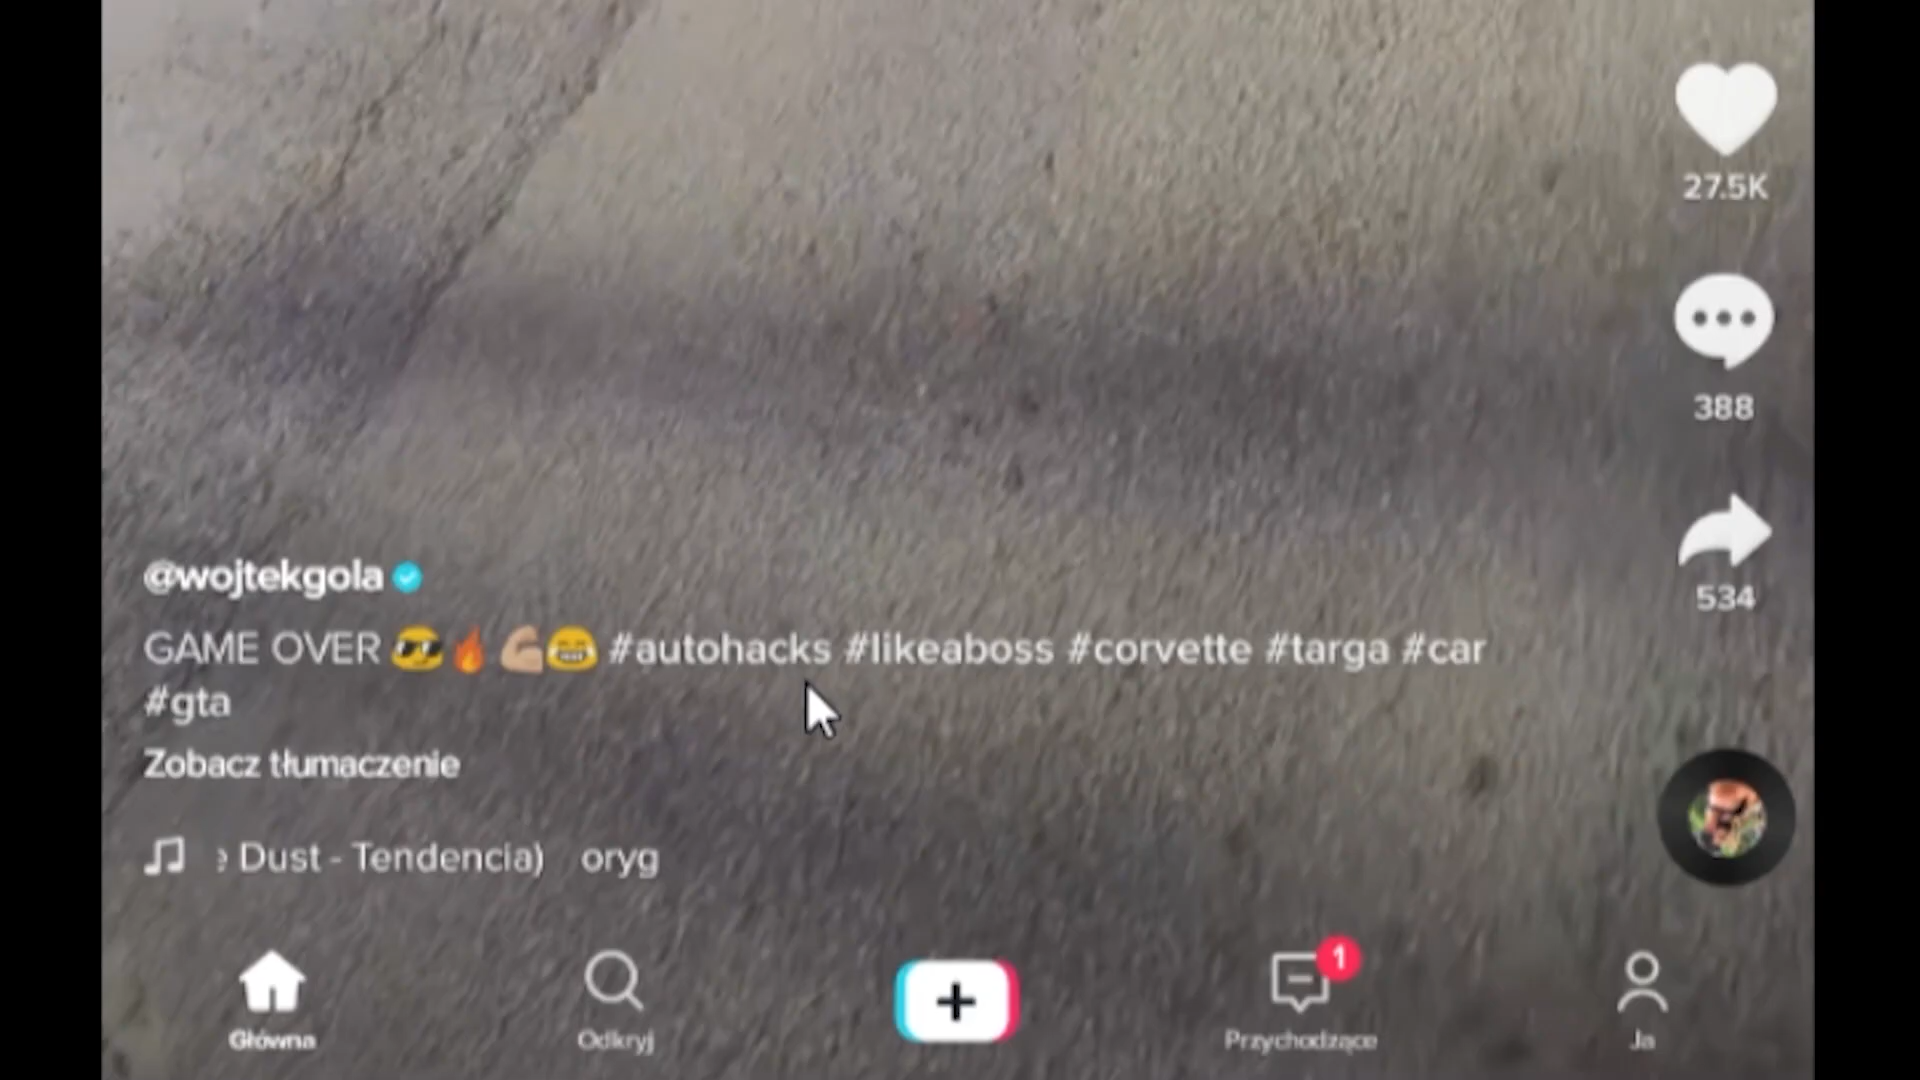 27.5K
388
534
@wojtekgola
GAME OVER 😎🔥💪🏼😂 #autohacks #likeaboss #corvette #targa #car
#gta
Zobacz tłumaczenie
Dust - Tendencia) oryg
1
Główna
Odkryj
Przychodzące
Ja